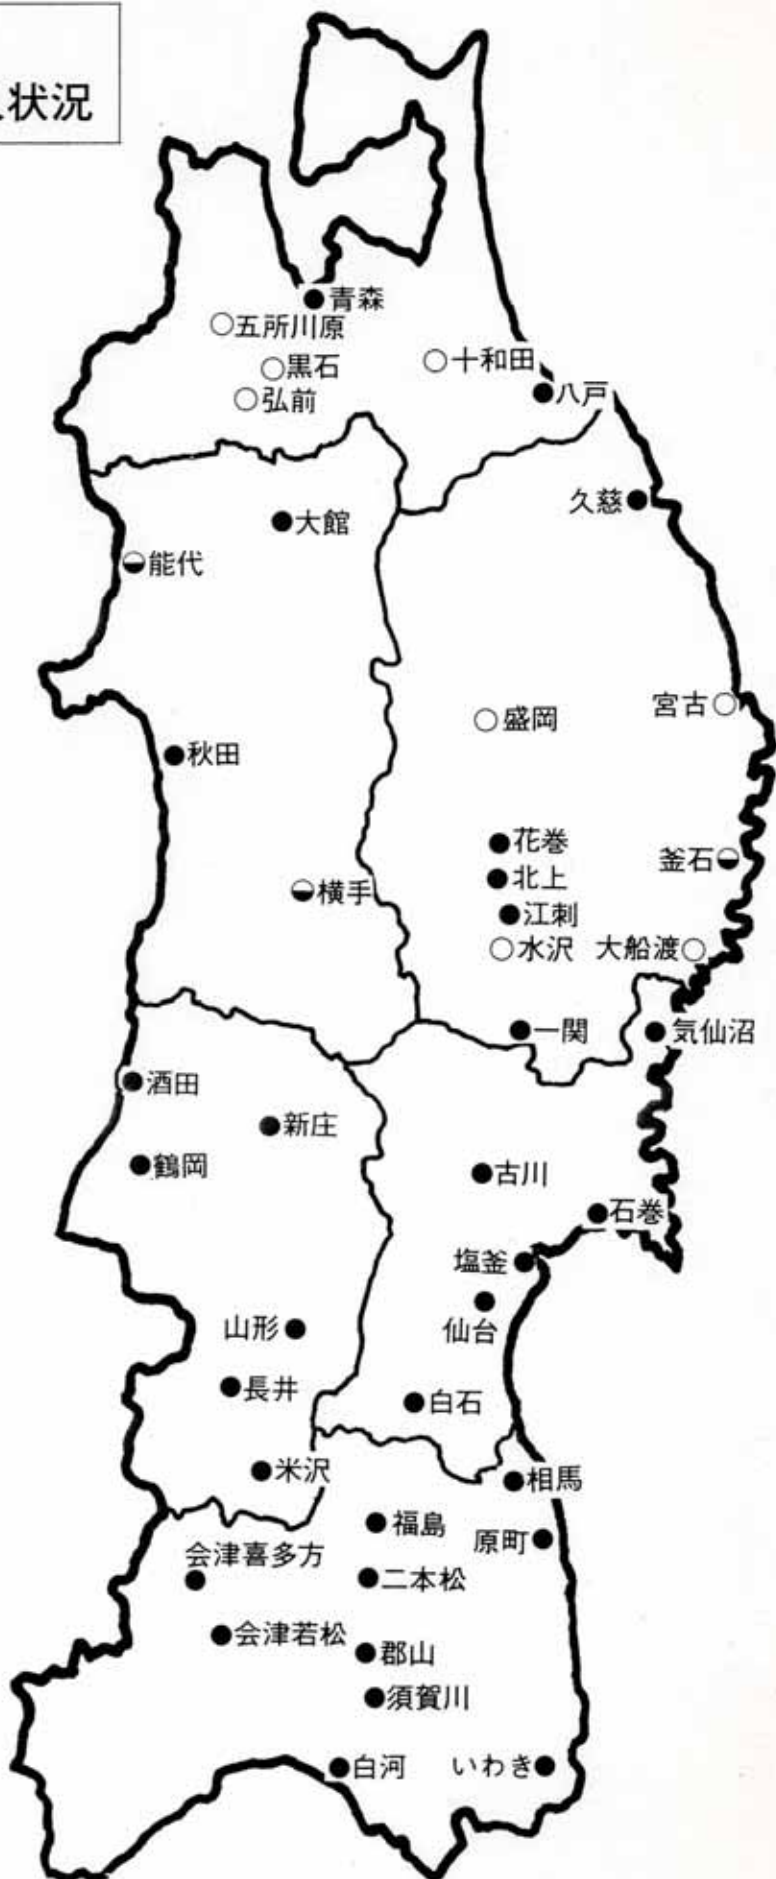 状況
青森
五所川原
黒石
十和田
弘前
八戸
久慈
大館
能代
宮古
盛岡
秋田
花巻
釜石
北上
横手
江刺
水沢
大船渡
一関
気仙沼
酒田
新庄
鶴岡
古川
石巻
塩釜
仙台
山形
長井
白石
米沢
相馬
福島
原町
会津喜多方
二本松
会津若松
郡山
須賀川
白河
いわき